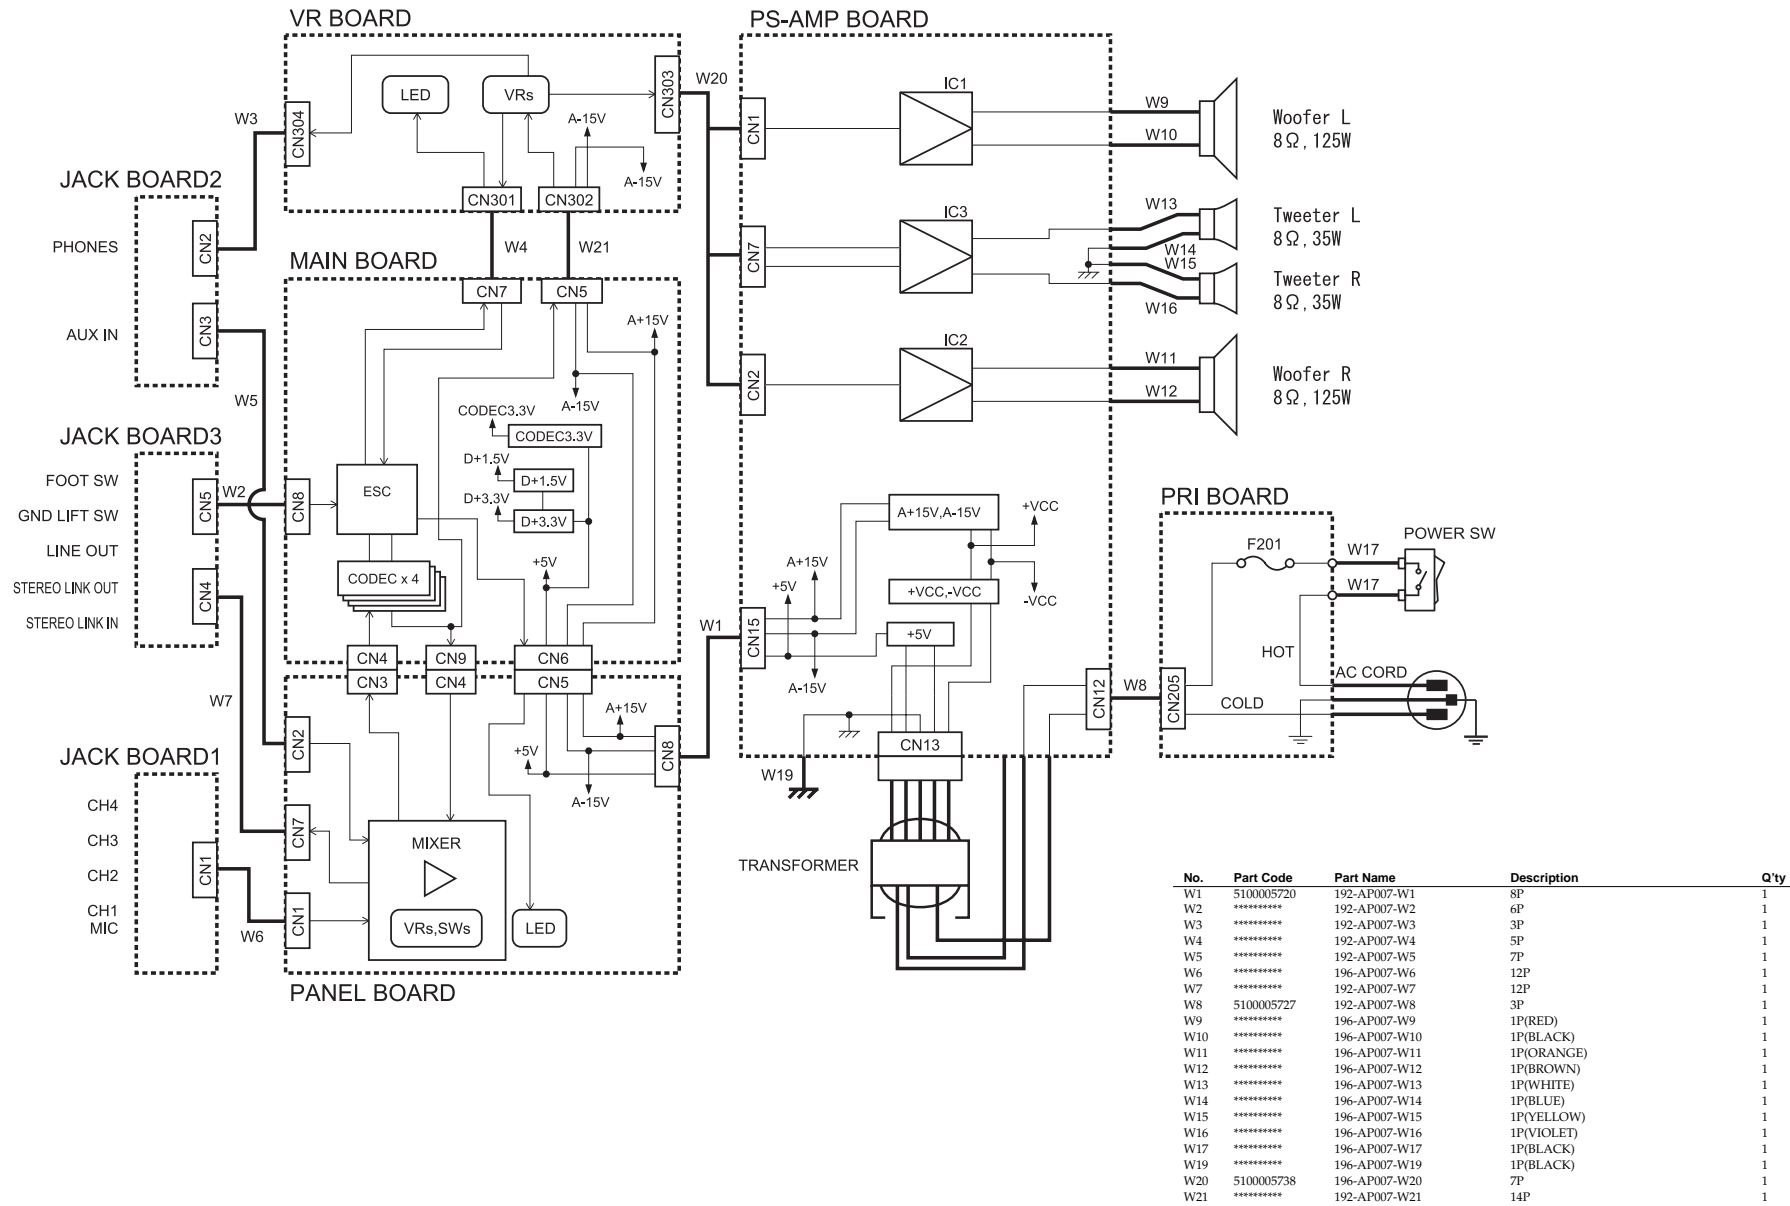 VR BOARD
LED
VRs
CN303
CN304
A-15V
A-15V
CN301
CN302
W3
W20
W4
W21
JACK BOARD2
PHONES
AUX IN
CN2
CN3
W5
JACK BOARD3
FOOT SW
GND LIFT SW
LINE OUT
STEREO LINK OUT
STEREO LINK IN
CN5
CN4
W2
W7
JACK BOARD1
CH4
CH3
CH2
CH1
MIC
CN1
W6
MAIN BOARD
CN7
CN5
A+15V
A-15V
CODEC3.3V
CODEC3.3V
D+1.5V
D+1.5V
D+3.3V
D+3.3V
+5V
CN8
ESC
CODEC x 4
CN4
CN9
CN6
CN3
CN4
CN5
CN2
CN7
CN1
A+15V
+5V
A-15V
CN8
MIXER
VRs,SWs
LED
PANEL BOARD
W1
PS-AMP BOARD
CN1
IC1
W9
W10
Woofer L
8Ω, 125W
CN7
IC3
W13
W14
W15
W16
Tweeter L
8Ω, 35W
Tweeter R
8Ω, 35W
CN2
IC2
W11
W12
Woofer R
8Ω, 125W
A+15V,A-15V
+VCC
+VCC,-VCC
-VCC
A+15V
+5V
+5V
CN15
A-15V
CN12
W8
CN13
W19
TRANSFORMER
PRI BOARD
F201
W17
W17
POWER SW
HOT
COLD
CN205
AC CORD
No. Part Code Part Name Description Q'ty
W1 5100005720 192-AP007-W1 8P 1
W2 ********** 192-AP007-W2 6P 1
W3 ********** 192-AP007-W3 3P 1
W4 ********** 192-AP007-W4 5P 1
W5 ********** 192-AP007-W5 7P 1
W6 ********** 196-AP007-W6 12P 1
W7 ********** 192-AP007-W7 12P 1
W8 5100005727 192-AP007-W8 3P 1
W9 ********** 196-AP007-W9 1P(RED) 1
W10 ********** 196-AP007-W10 1P(BLACK) 1
W11 ********** 196-AP007-W11 1P(ORANGE) 1
W12 ********** 196-AP007-W12 1P(BROWN) 1
W13 ********** 196-AP007-W13 1P(WHITE) 1
W14 ********** 196-AP007-W14 1P(BLUE) 1
W15 ********** 196-AP007-W15 1P(YELLOW) 1
W16 ********** 196-AP007-W16 1P(VIOLET) 1
W17 ********** 196-AP007-W17 1P(BLACK) 1
W19 ********** 196-AP007-W19 1P(BLACK) 1
W20 5100005738 196-AP007-W20 7P 1
W21 ********** 192-AP007-W21 14P 1